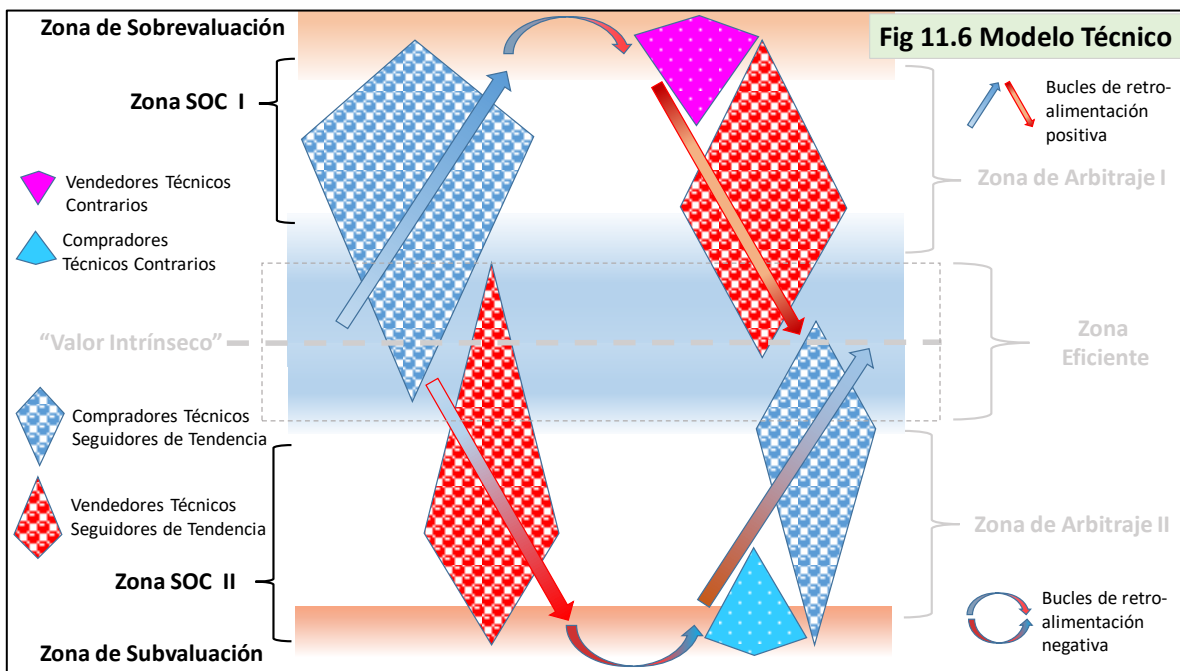 Zona de Sobrevaluación
Fig 11.6 Modelo Técnico
Zona SOC I
Bucles de retro-
alimentación
positiva
Zona de Arbitraje I
Vendedores Técnicos
Contrarios
Compradores
Técnicos Contrarios
“Valor Intrínseco”
Zona
Eficiente
Compradores Técnicos
Seguidores de Tendencia
Vendedores Técnicos
Seguidores de Tendencia
Zona de Arbitraje II
Zona SOC II
Bucles de retro-
alimentación
negativa
Zona de Subvaluación